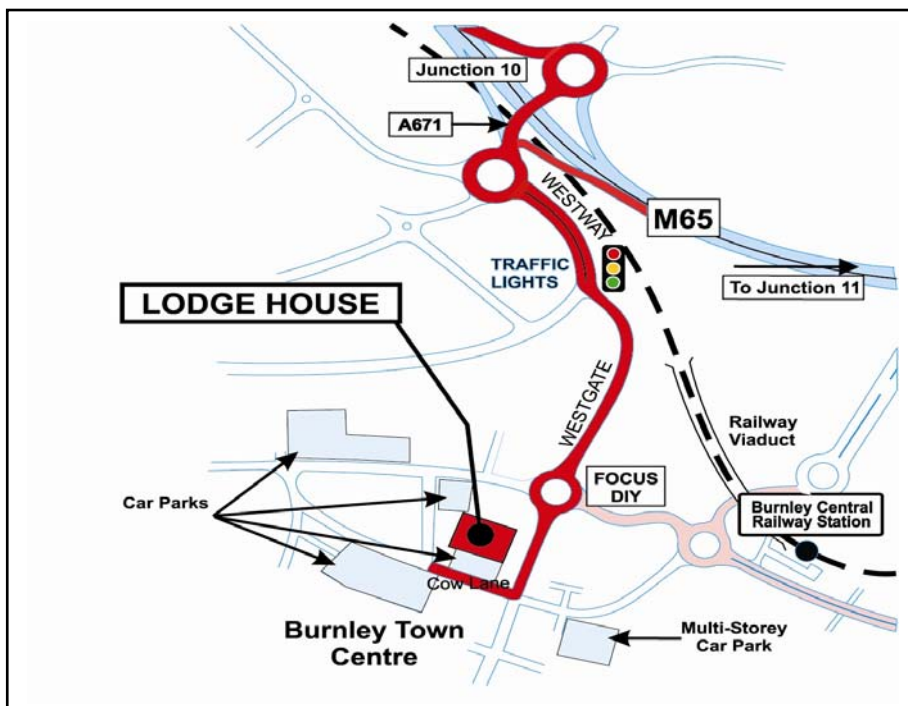 Junction 10
A671
WESTWAY
M65
TRAFFIC
LIGHTS
To Junction 11
LODGE HOUSE
WESTGATE
Railway
Viaduct
FOCUS
DIY
Car Parks
Burnley Central
Railway Station
Cow Lane
Burnley Town
Centre
Multi-Storey
Car Park